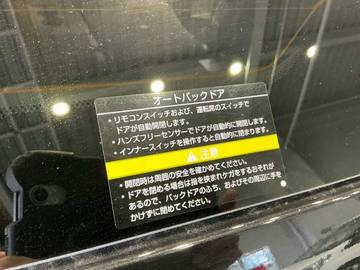 オートバックドア
・リモコンスイッチおよび、運転席のスイッチで
ドアが自動開閉します。
・ハンズフリーセンサーでドアが自動的に開閉します。
・インナースイッチを操作すると自動的に閉まります。
⚠注意
・開閉時は周囲の安全を確かめてください。
・ドアを閉める場合は指を挟まれケガをするおそれが
あるので、バックドアのふち、およびその周辺に手を
かけずに閉めてください。